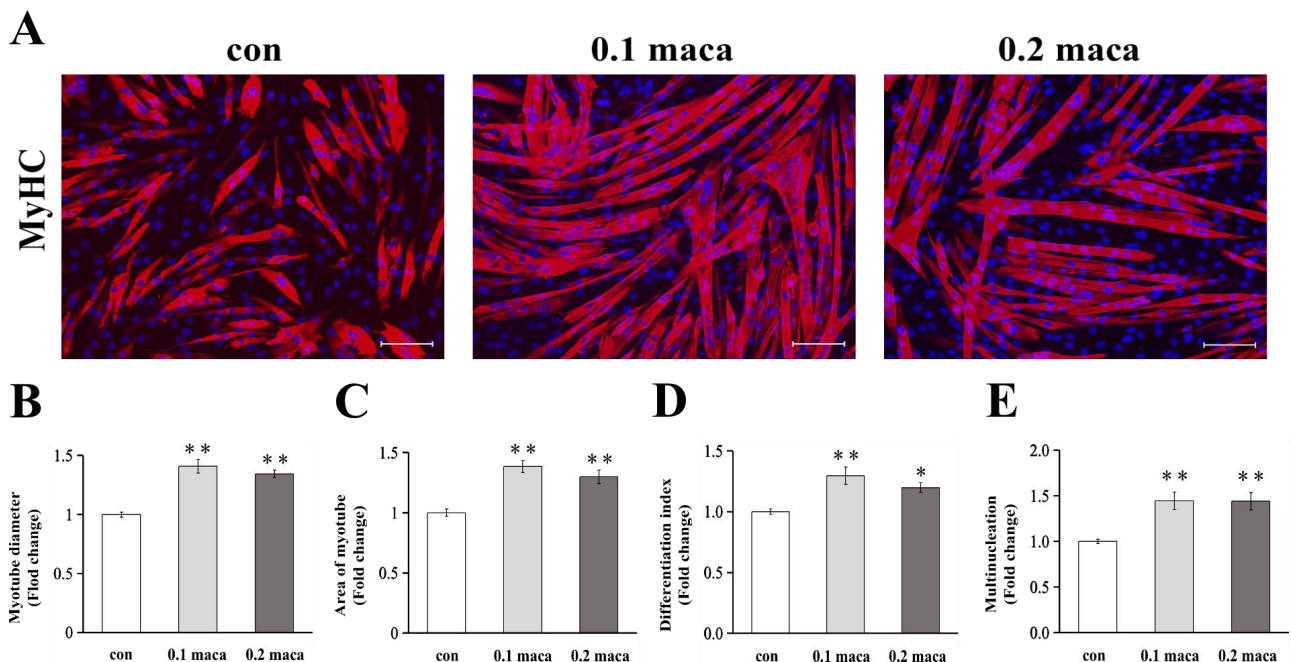 A
con
0.1 maca
0.2 maca
MyHC
B
C
D
E
Myotube diameter
(Flod change)
1.5
1
0.5
0
**
**
con
0.1 maca
0.2 maca
Area of myotube
(Fold change)
1.5
1
0.5
0
**
**
con
0.1 maca
0.2 maca
Differentiation index
(Fold change)
1.5
1.0
0.5
0.0
**
*
con
0.1 maca
0.2 maca
Multinucleation
(Fold change)
2.0
1.5
1.0
0.5
0.0
**
**
con
0.1 maca
0.2 maca